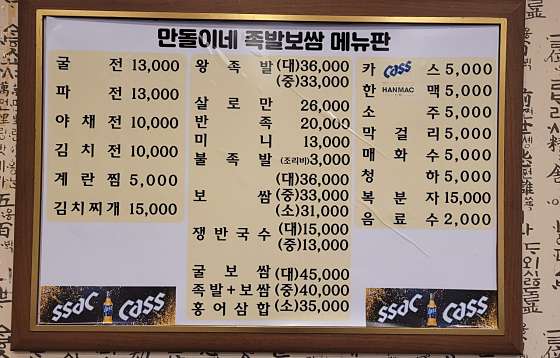 만돌이네 족발보쌈 메뉴판
굴 전 13,000
파 전 13,000
야 채 전 10,000
김 치 전 10,000
계 란 찜 5,000
김치찌개 15,000
왕 족 발 (대)36,000
(중)33,000
살 로 만 26,000
반 족 20,000
미 니 13,000
불 족 발 (조리비)3,000
(대)36,000
보 쌈 (중)33,000
(소)31,000
쟁반국수 (대)15,000
(중)13,000
굴 보 쌈 (대)45,000
족발+보쌈 (중)40,000
홍어삼합 (소)35,000
카 CASS 스 5,000
한 HANMAC 맥 5,000
소 주 5,000
막 걸 리 5,000
매 화 수 5,000
청 하 5,000
복 분 자 15,000
음 료 수 2,000
ssac CASS
ssac CASS